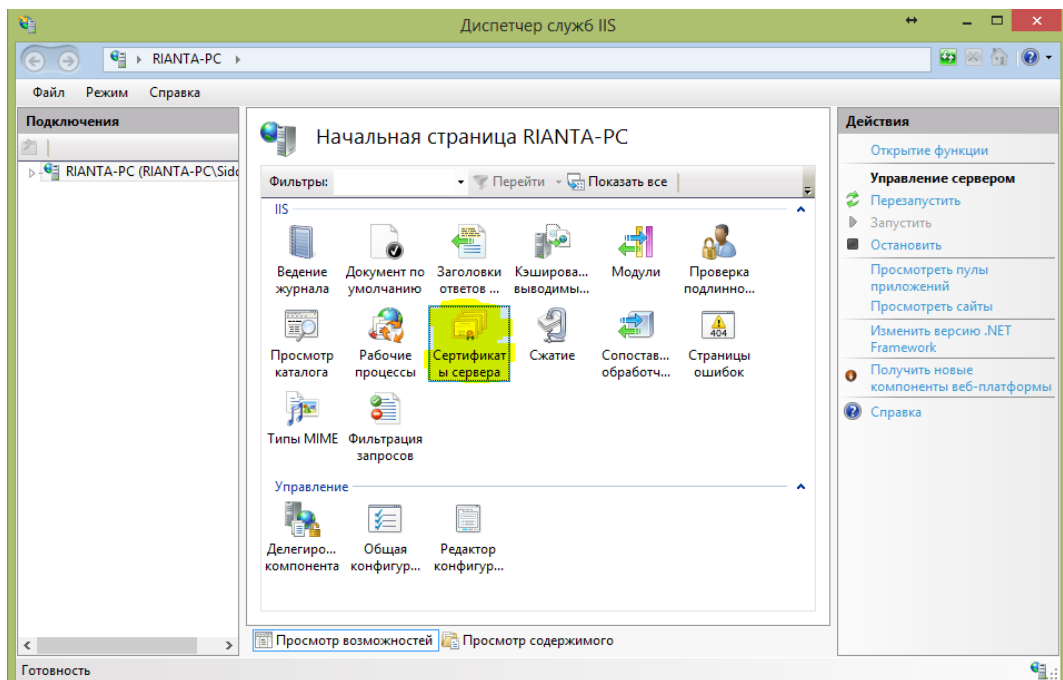 Диспетчер служб IIS
RIANTA-PC
Файл Режим Справка
Подключения
RIANTA-PC (RIANTA-PC\Sido
Начальная страница RIANTA-PC
Фильтры: Перейти Показать все
IIS
Ведение журнала
Документ по умолчанию
Заголовки ответов ...
Кэширова... выводимы...
Модули
Проверка подлинно...
Просмотр каталога
Рабочие процессы
Сертификат ы сервера
Сжатие
Сопостав... обработч...
404
Страницы ошибок
Типы MIME
Фильтрация запросов
Управление
Делегиро... компонента
Общая конфигур...
Редактор конфигур...
Просмотр возможностей Просмотр содержимого
Действия
Открытие функции
Управление сервером
Перезапустить
Запустить
Остановить
Просмотреть пулы
приложений
Просмотреть сайты
Изменить версию .NET
Framework
Получить новые
компоненты веб-платформы
Справка
Готовность